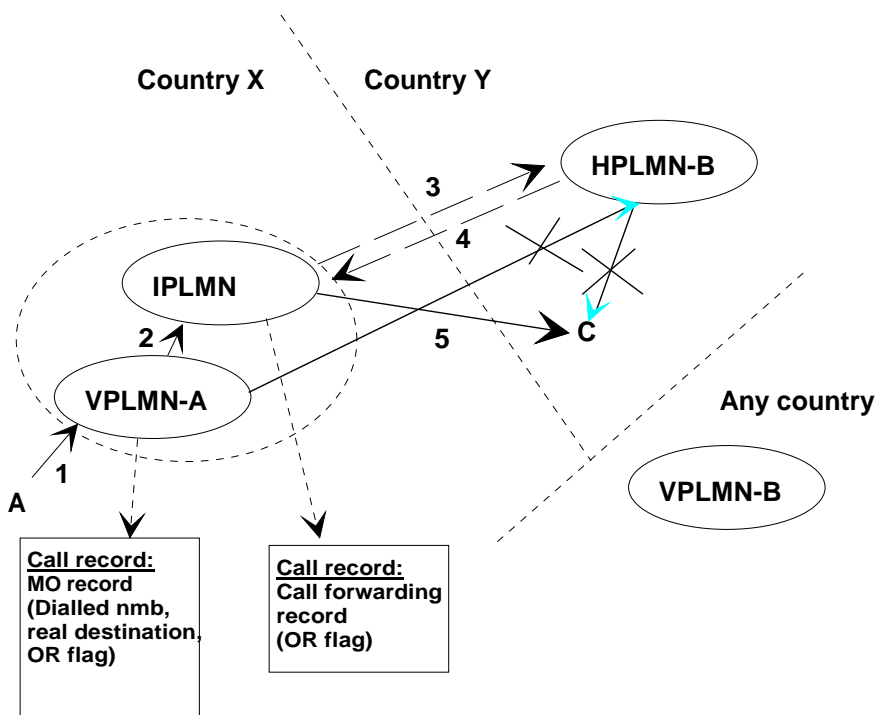 Country X
Country Y
HPLMN-B
3
4
IPLMN
2
5
C
VPLMN-A
Any country
1
A
VPLMN-B
Call record:
MO record
(Dialled nmb,
real destination,
OR flag)
Call record:
Call forwarding
record
(OR flag)